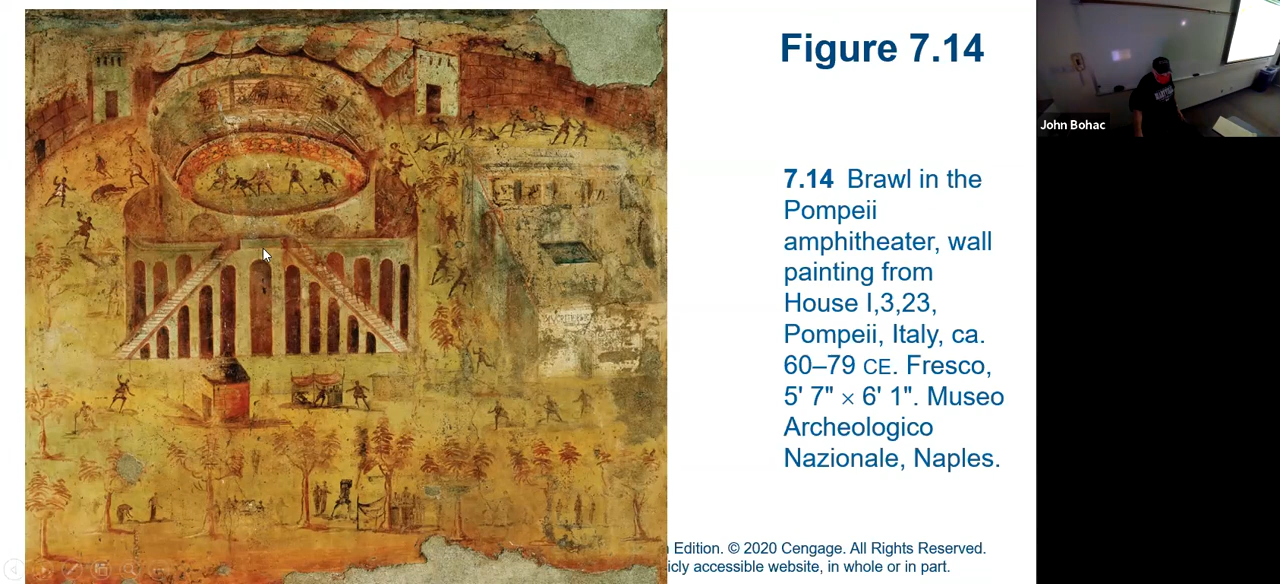 Figure 7.14
John Bohac
7.14 Brawl in the
Pompeii
amphitheater, wall
painting from
House I,3,23,
Pompeii, Italy, ca.
60–79 CE. Fresco,
5' 7" × 6' 1". Museo
Archeologico
Nazionale, Naples.
Edition. © 2020 Cengage. All Rights Reserved.
accessible website, in whole or in part.